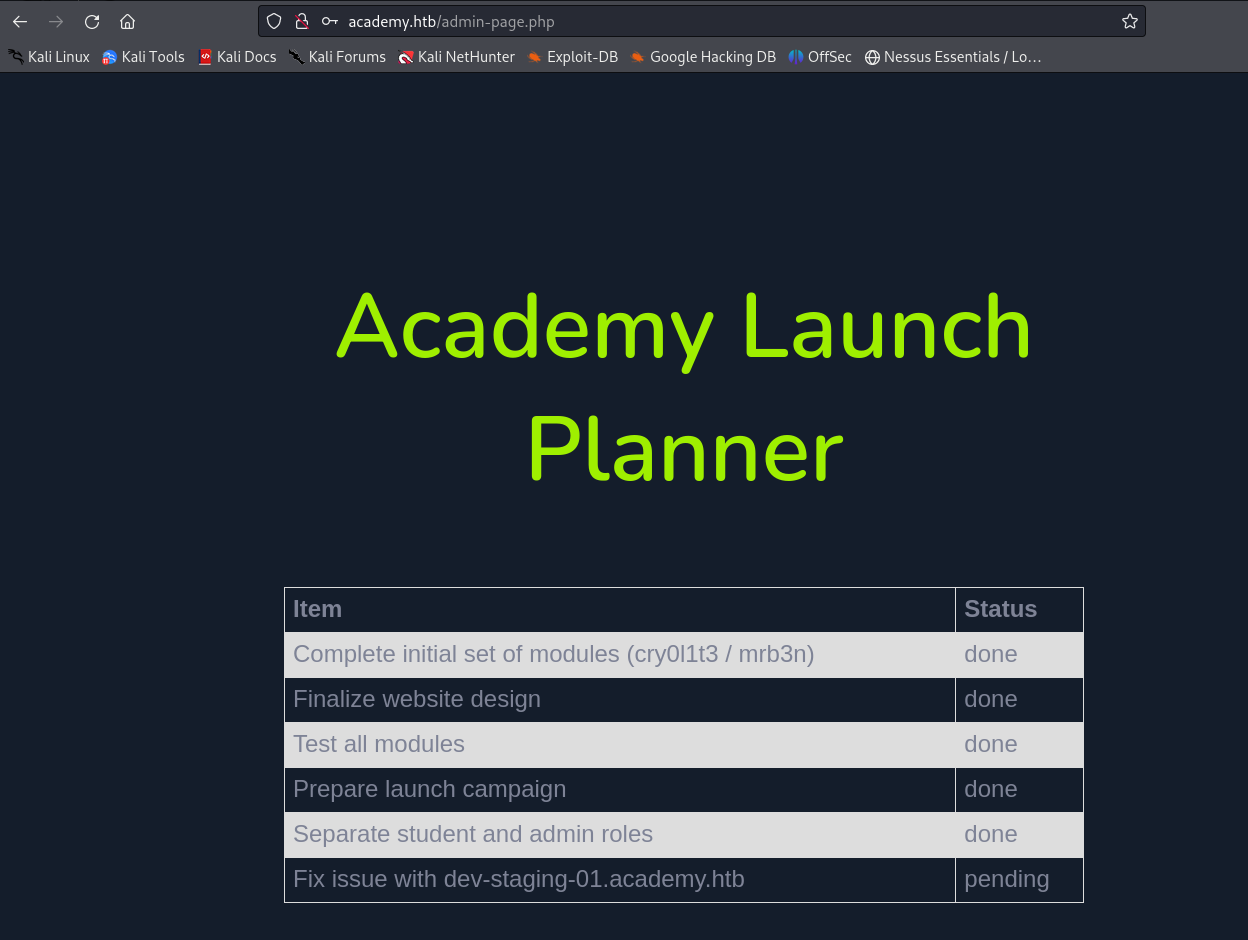 academy.htb/admin-page.php
Kali Linux Kali Tools Kali Docs Kali Forums Kali NetHunter Exploit-DB Google Hacking DB OffSec Nessus Essentials / Lo…
Academy Launch
Planner
Item Status
Complete initial set of modules (cry0l1t3 / mrb3n) done
Finalize website design done
Test all modules done
Prepare launch campaign done
Separate student and admin roles done
Fix issue with dev-staging-01.academy.htb pending